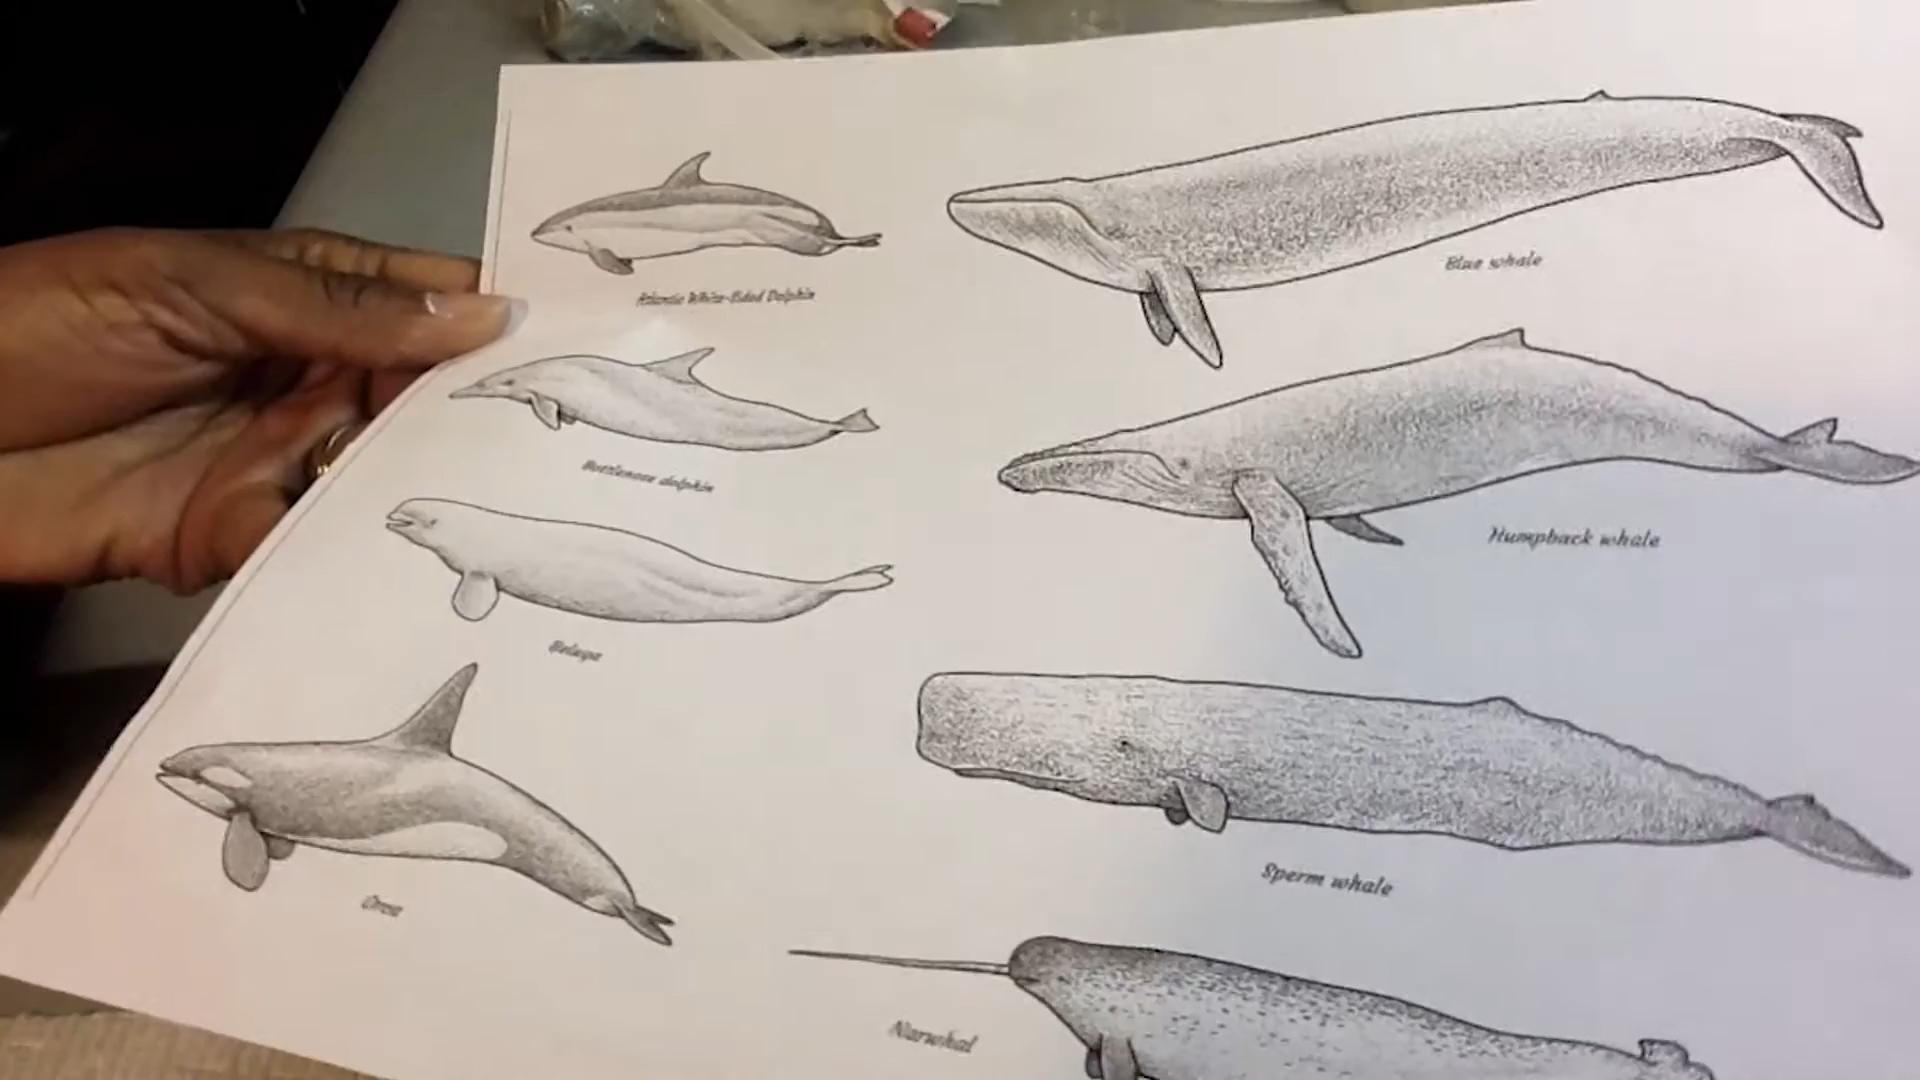 Atlantic White-Sided Dolphin
Blue whale
Bottlenose dolphin
Humpback whale
Beluga
Sperm whale
Orca
Narwhal